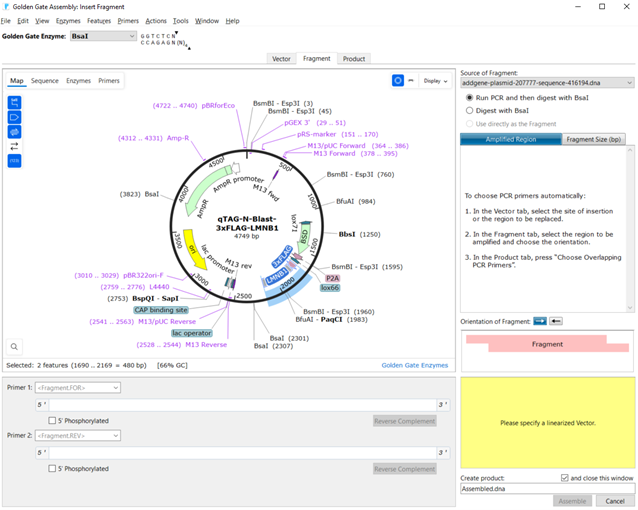 Golden Gate Assembly: Insert Fragment
File Edit View Enzymes Features Primers Actions Tools Window Help
Golden Gate Enzyme: BsaI
GGTCTCN
CCAGAGN(N)4
Vector Fragment Product
Map Sequence Enzymes Primers
Display
(4722 .. 4740) pBRforEco
(4312 .. 4331) Amp-R
(3823) BsaI
(3010 .. 3029) pBR322ori-F
(2759 .. 2776) L4440
(2753) BspQI - SapI
CAP binding site
(2541 .. 2563) M13/pUC Reverse
lac operator
(2528 .. 2544) M13 Reverse
BsmBI - Esp3I (3)
BsmBI - Esp3I (45)
pGEX 3' (29 .. 51)
pRS-marker (151 .. 170)
M13/pUC Forward (364 .. 386)
M13 Forward (378 .. 395)
BsmBI - Esp3I (760)
BfuAI (984)
BbsI (1250)
BsmBI - Esp3I (1595)
P2A
lox66
BsmBI - Esp3I (1960)
BfuAI - PaqCI (1983)
BsaI (2301)
BsaI (2307)
500
1000
1500
2000
2500
3000
3500
4000
4500
AmpR promoter
AmpR
M13 fwd
ori
lac promoter
M13 rev
lox71
BSD
3xFLAG
LMNB1
qTAG-N-Blast-
3xFLAG-LMNB1
4749 bp
Selected: 2 features (1690 .. 2169 = 480 bp) [66% GC]
Golden Gate Enzymes
Primer 1: <Fragment.FOR>
5' 3'
5' Phosphorylated Reverse Complement
Primer 2: <Fragment.REV>
5' 3'
5' Phosphorylated Reverse Complement
Source of Fragment:
addgene-plasmid-207777-sequence-416194.dna
Run PCR and then digest with BsaI
Digest with BsaI
Use directly as the Fragment
Amplified Region Fragment Size (bp)
To choose PCR primers automatically:
1. In the Vector tab, select the site of insertion
or the region to be replaced.
2. In the Fragment tab, select the region to be
amplified and choose the orientation.
3. In the Product tab, press "Choose Overlapping
PCR Primers".
Orientation of Fragment:
Fragment
Please specify a linearized Vector.
Create product: and close this window
Assembled.dna
Assemble Cancel